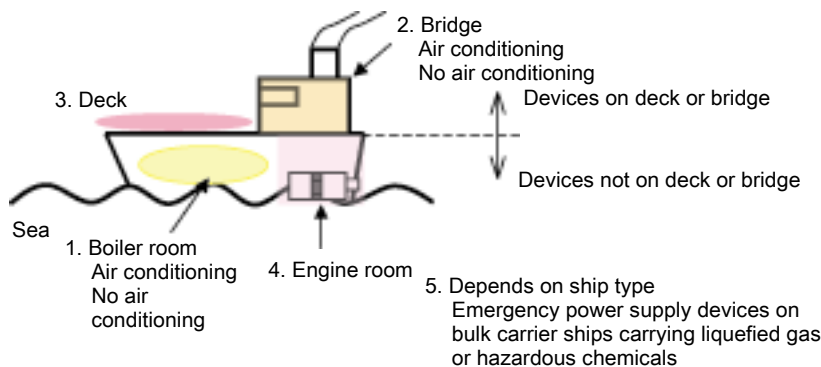 2. Bridge
Air conditioning
No air conditioning
3. Deck
Devices on deck or bridge
Devices not on deck or bridge
Sea
1. Boiler room
Air conditioning
No air
conditioning
4. Engine room
5. Depends on ship type
Emergency power supply devices on
bulk carrier ships carrying liquefied gas
or hazardous chemicals